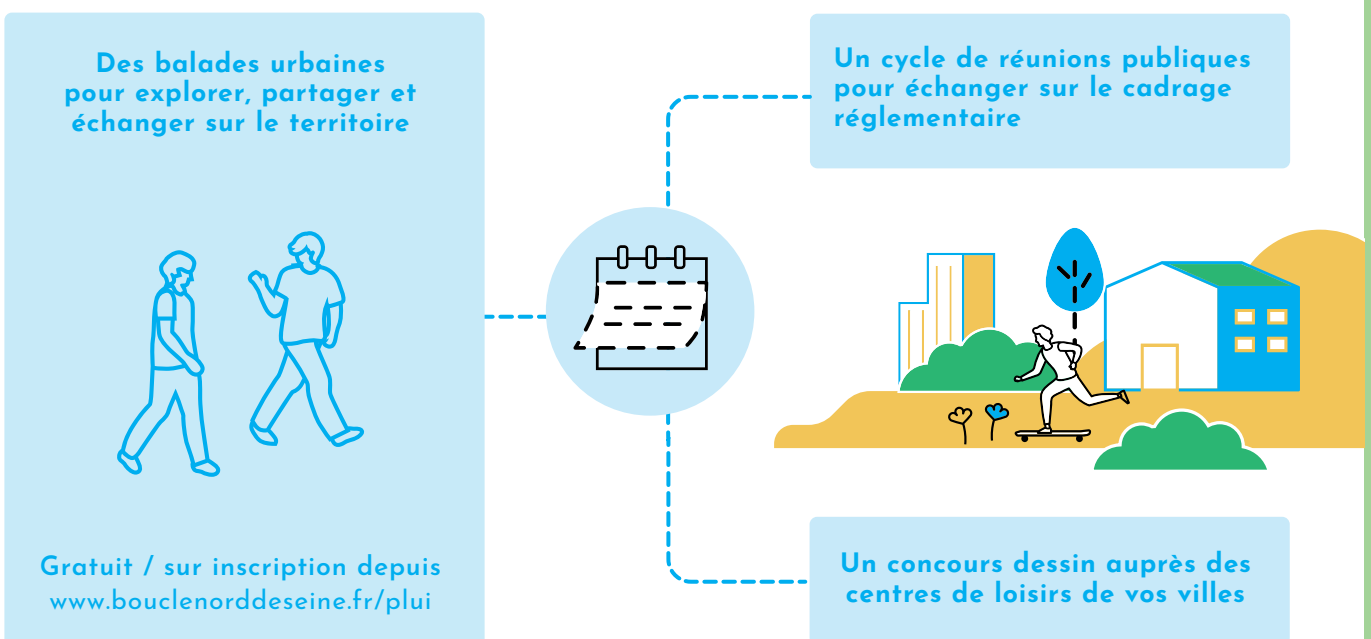 Des balades urbaines
pour explorer, partager et
échanger sur le territoire
Gratuit / sur inscription depuis
www.bouclenorddeseine.fr/plui
Un cycle de réunions publiques
pour échanger sur le cadrage
réglementaire
Un concours dessin auprès des
centres de loisirs de vos villes